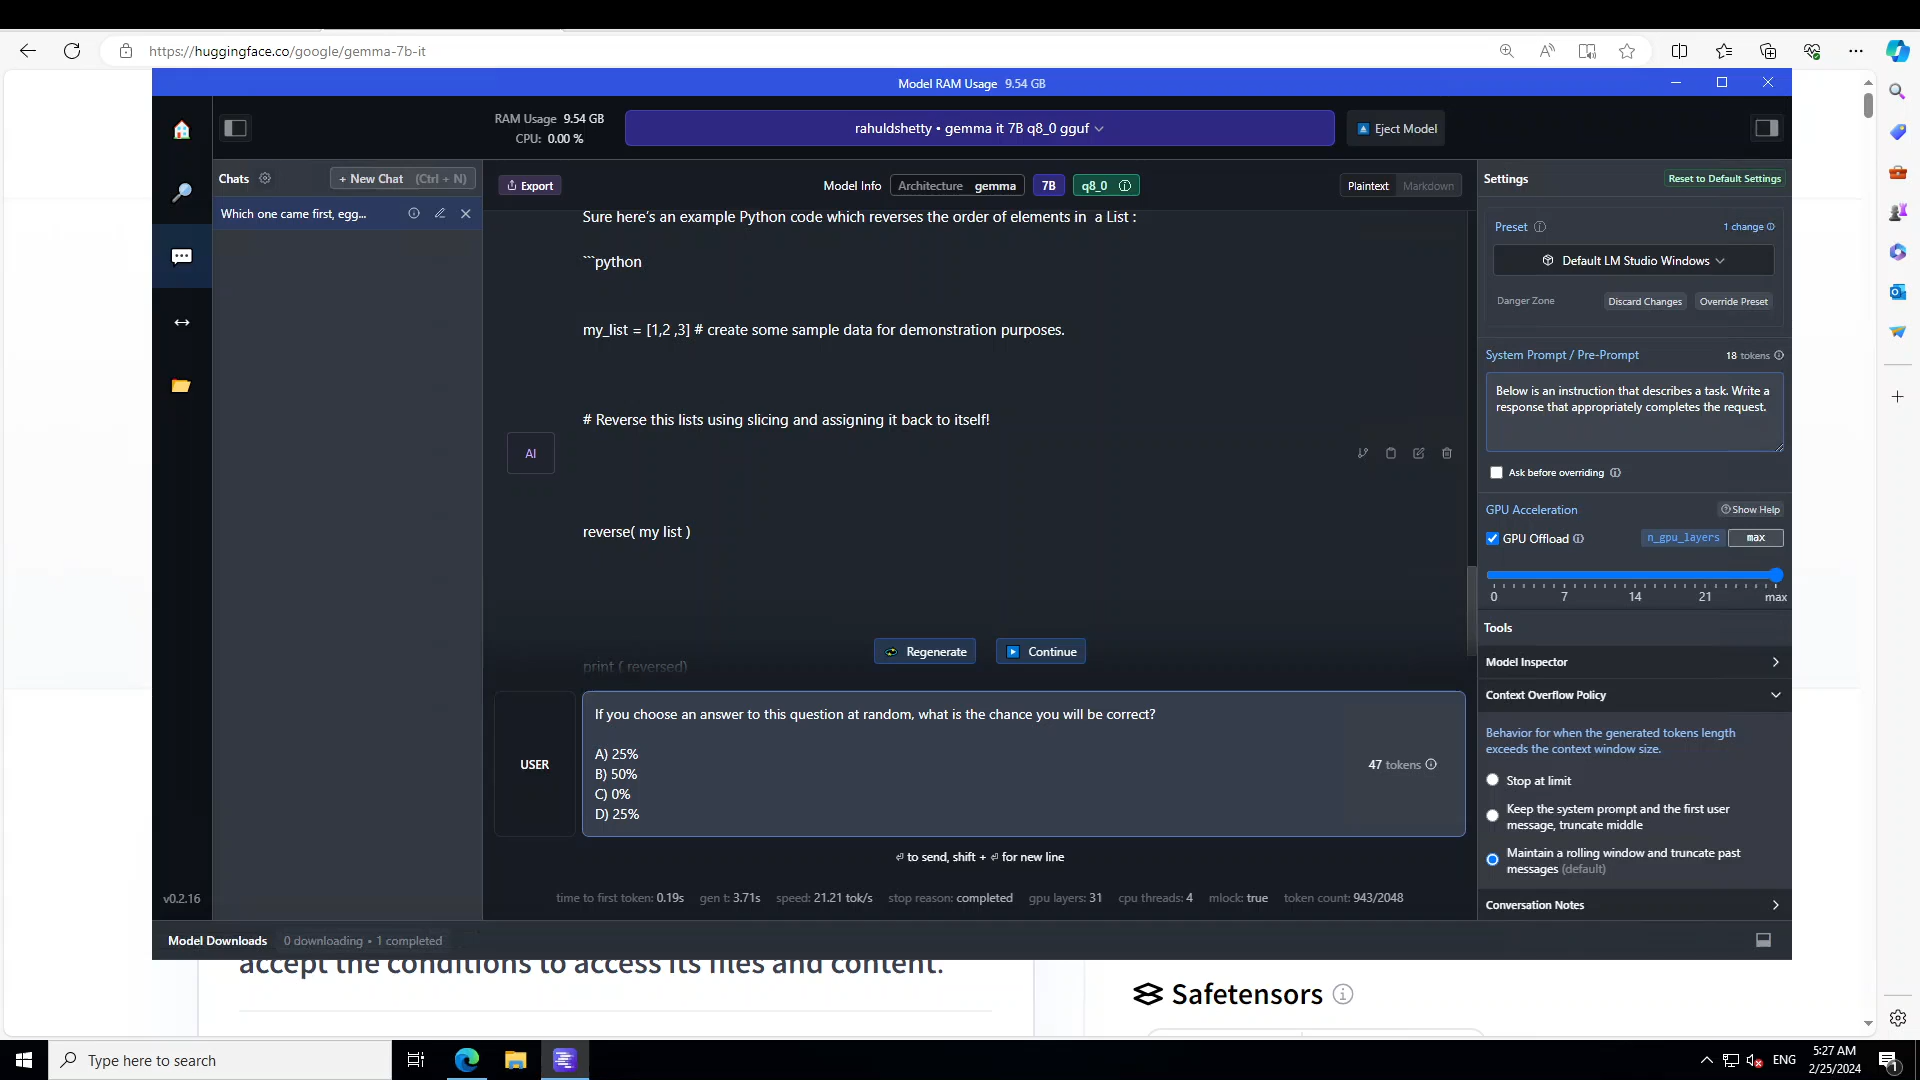 https://huggingface.co/google/gemma-7b-it
Model RAM Usage 9.54 GB
RAM Usage 9.54 GB
CPU: 0.00 %
rahuldshetty • gemma it 7B q8_0 gguf
Eject Model
Chats
+ New Chat (Ctrl + N)
Which one came first, egg...
Export
Model Info
Architecture gemma
7B
q8_0
Plaintext
Markdown
Sure here's an example Python code which reverses the order of elements in a List :
```python
my_list = [1,2 ,3] # create some sample data for demonstration purposes.
# Reverse this lists using slicing and assigning it back to itself!
AI
reverse( my list )
print ( reversed)
Regenerate
Continue
USER
If you choose an answer to this question at random, what is the chance you will be correct?
A) 25%
B) 50%
C) 0%
D) 25%
47 tokens
⏎ to send, shift + ⏎ for new line
time to first token: 0.19s gen t: 3.71s speed: 21.21 tok/s stop reason: completed gpu layers: 31 cpu threads: 4 mlock: true token count: 943/2048
v0.2.16
Model Downloads 0 downloading • 1 completed
Settings
Reset to Default Settings
Preset
1 change
Default LM Studio Windows
Danger Zone
Discard Changes
Override Preset
System Prompt / Pre-Prompt
18 tokens
Below is an instruction that describes a task. Write a
response that appropriately completes the request.
Ask before overriding
GPU Acceleration
Show Help
GPU Offload
n_gpu_layers
max
0 7 14 21 max
Tools
Model Inspector
Context Overflow Policy
Behavior for when the generated tokens length
exceeds the context window size.
Stop at limit
Keep the system prompt and the first user
message, truncate middle
Maintain a rolling window and truncate past
messages (default)
Conversation Notes
accept the conditions to access its files and content.
Safetensors
Type here to search
ENG
5:27 AM
2/25/2024
1